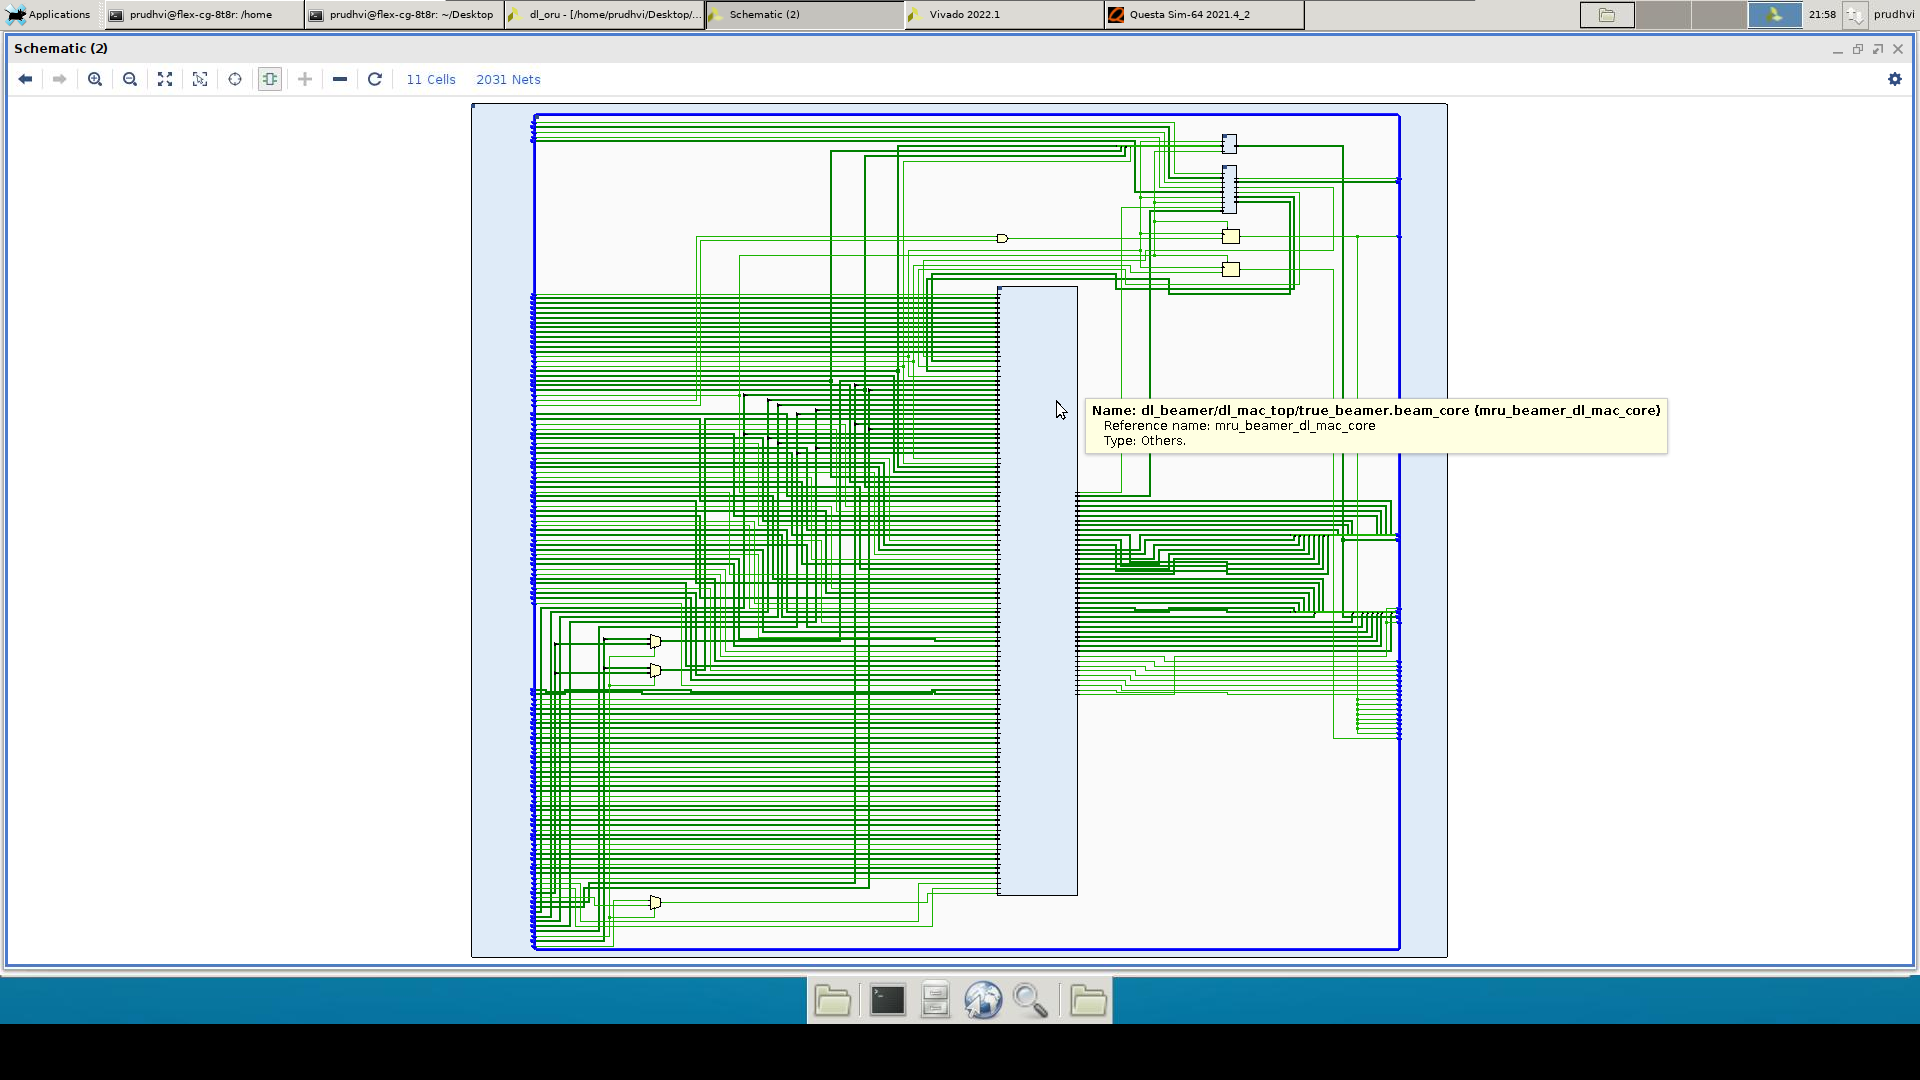 Applications
prudhvi@flex-cg-8t8r: /home
prudhvi@flex-cg-8t8r: ~/Desktop
dl_oru - [/home/prudhvi/Desktop/...
Schematic (2)
Vivado 2022.1
Questa Sim-64 2021.4_2
21:58
prudhvi
Schematic (2)
11 Cells
2031 Nets
Name: dl_beamer/dl_mac_top/true_beamer.beam_core (mru_beamer_dl_mac_core)
Reference name: mru_beamer_dl_mac_core
Type: Others.